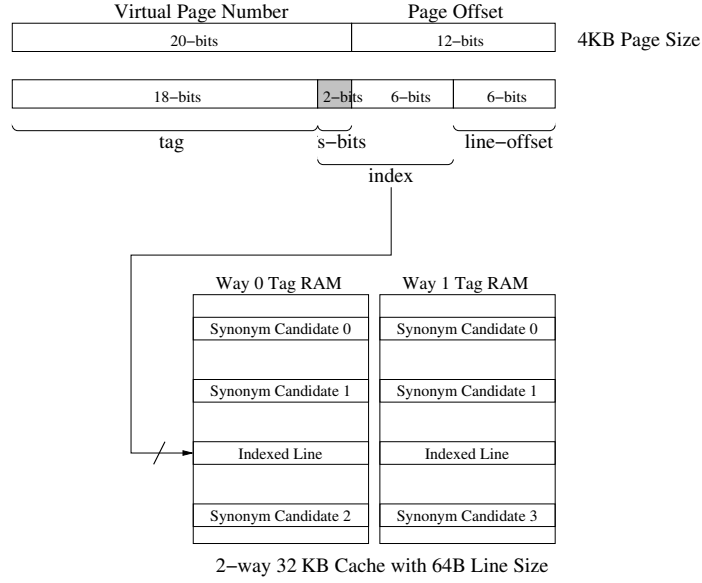 Virtual Page Number Page Offset
20−bits 12−bits 4KB Page Size
18−bits 2−bits 6−bits 6−bits
tag s−bits line−offset
index
Way 0 Tag RAM Way 1 Tag RAM
Synonym Candidate 0 Synonym Candidate 0
Synonym Candidate 1 Synonym Candidate 1
Indexed Line Indexed Line
Synonym Candidate 2 Synonym Candidate 3
2−way 32 KB Cache with 64B Line Size